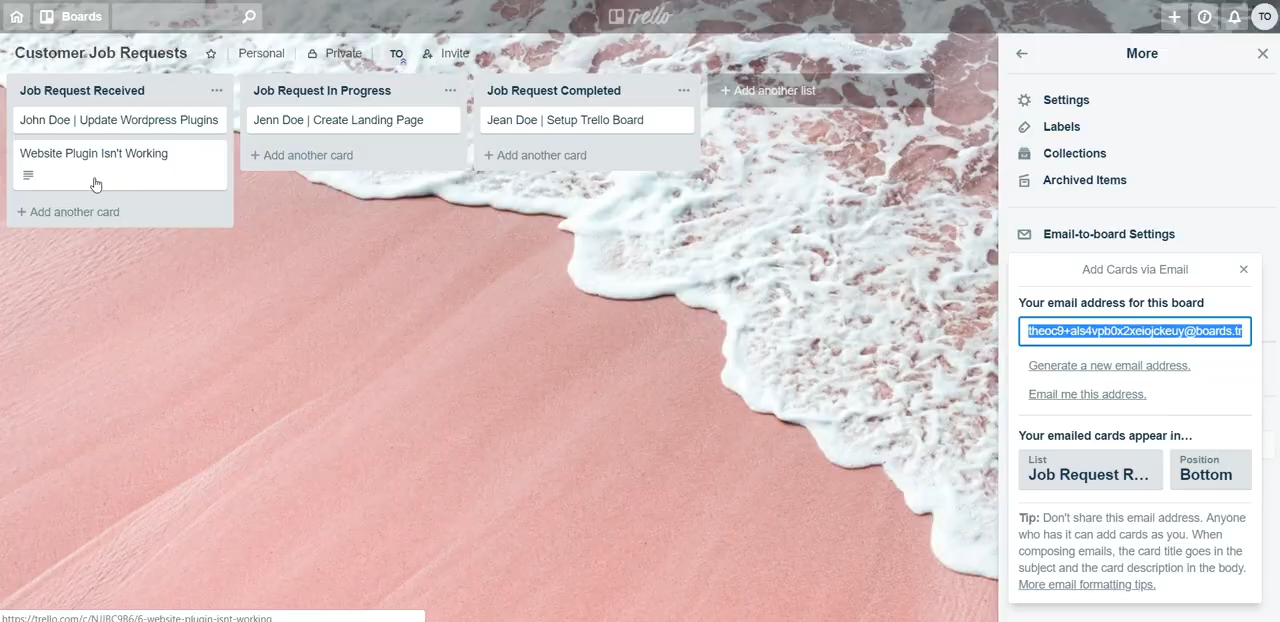 Boards
Trello
TO
Customer Job Requests
Personal
Private
TO
Invite
Job Request Received
John Doe | Update Wordpress Plugins
Website Plugin Isn't Working
+ Add another card
Job Request In Progress
Jenn Doe | Create Landing Page
+ Add another card
Job Request Completed
Jean Doe | Setup Trello Board
+ Add another card
+ Add another list
More
Settings
Labels
Collections
Archived Items
Email-to-board Settings
Add Cards via Email
Your email address for this board
theoc9+als4vpb0x2xeiojckeuy@boards.tr
Generate a new email address.
Email me this address.
Your emailed cards appear in…
List
Job Request R…
Position
Bottom
Tip: Don't share this email address. Anyone
who has it can add cards as you. When
composing emails, the card title goes in the
subject and the card description in the body.
More email formatting tips.